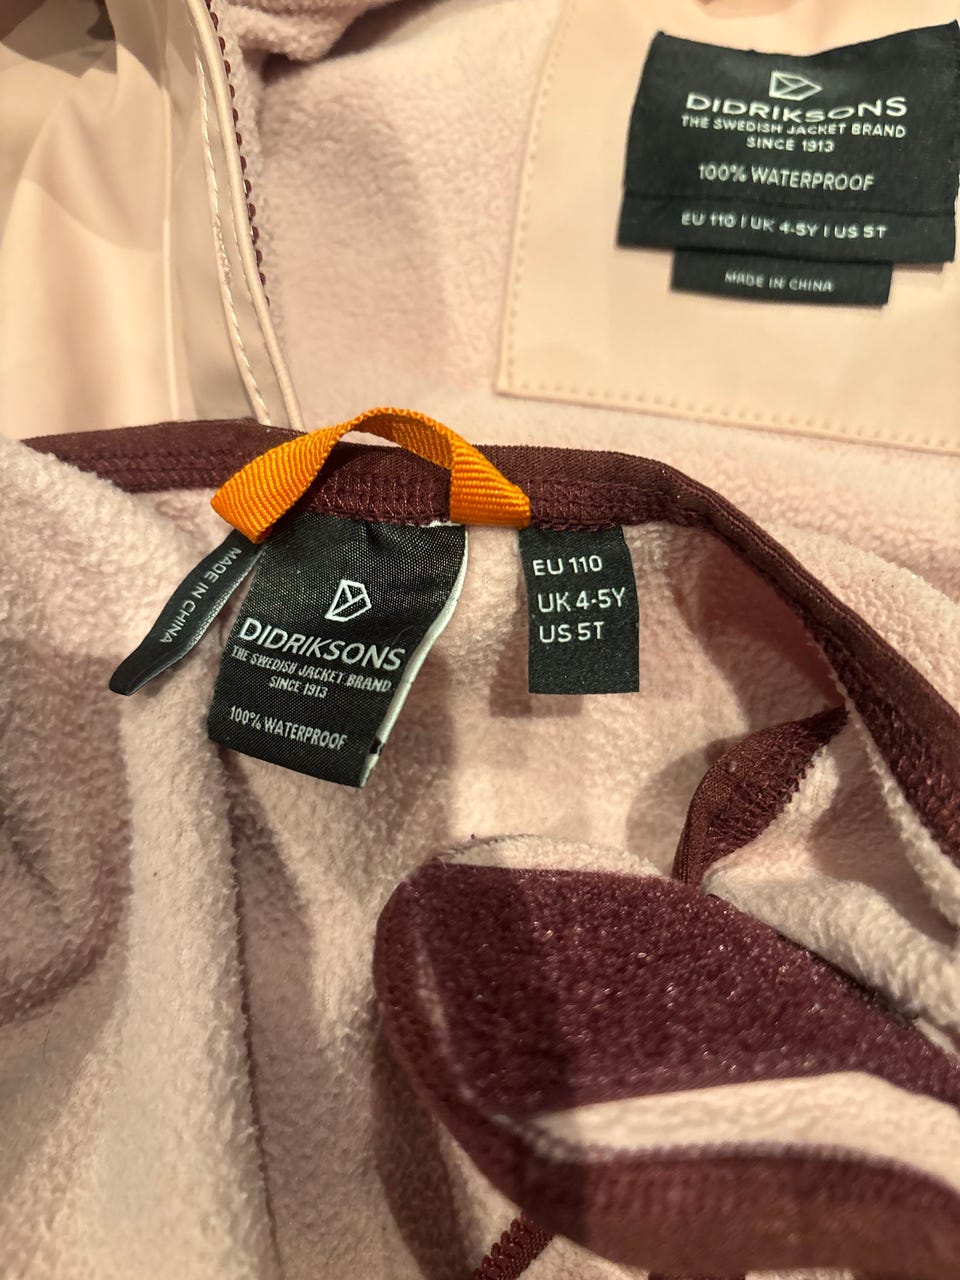 DIDRIKSONS
THE SWEDISH JACKET BRAND
SINCE 1913
100% WATERPROOF
EU 110 | UK 4-5Y | US 5T
MADE IN CHINA
MADE IN CHINA
DIDRIKSONS
THE SWEDISH JACKET BRAND
SINCE 1913
100% WATERPROOF
EU 110
UK 4-5Y
US 5T